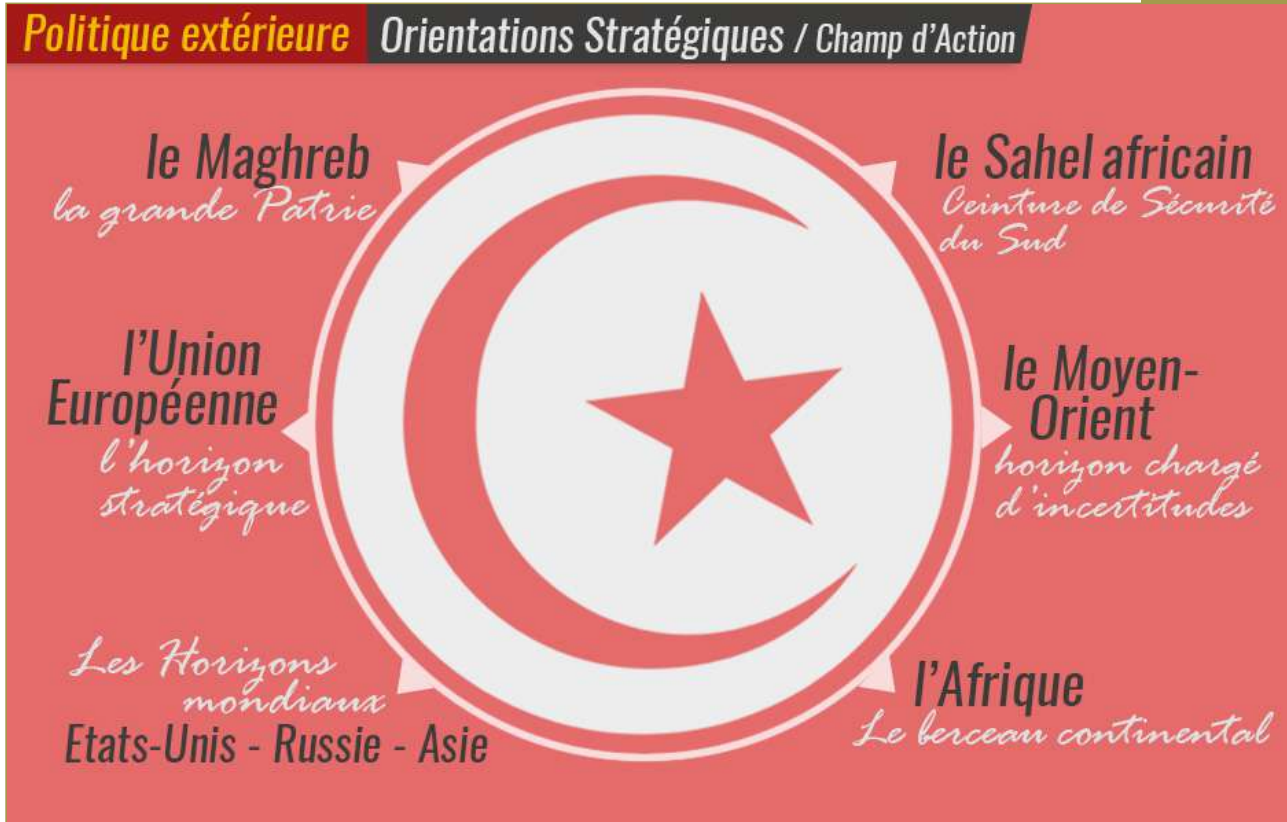 Politique extérieure Orientations Stratégiques / Champ d'Action
le Maghreb
la grande Patrie
l'Union
Européenne
l'horizon
stratégique
Les Horizons
mondiaux
Etats-Unis - Russie - Asie
le Sahel africain
Ceinture de Sécurité
du Sud
le Moyen-
Orient
horizon chargé
d'incertitudes
l'Afrique
Le berceau continental